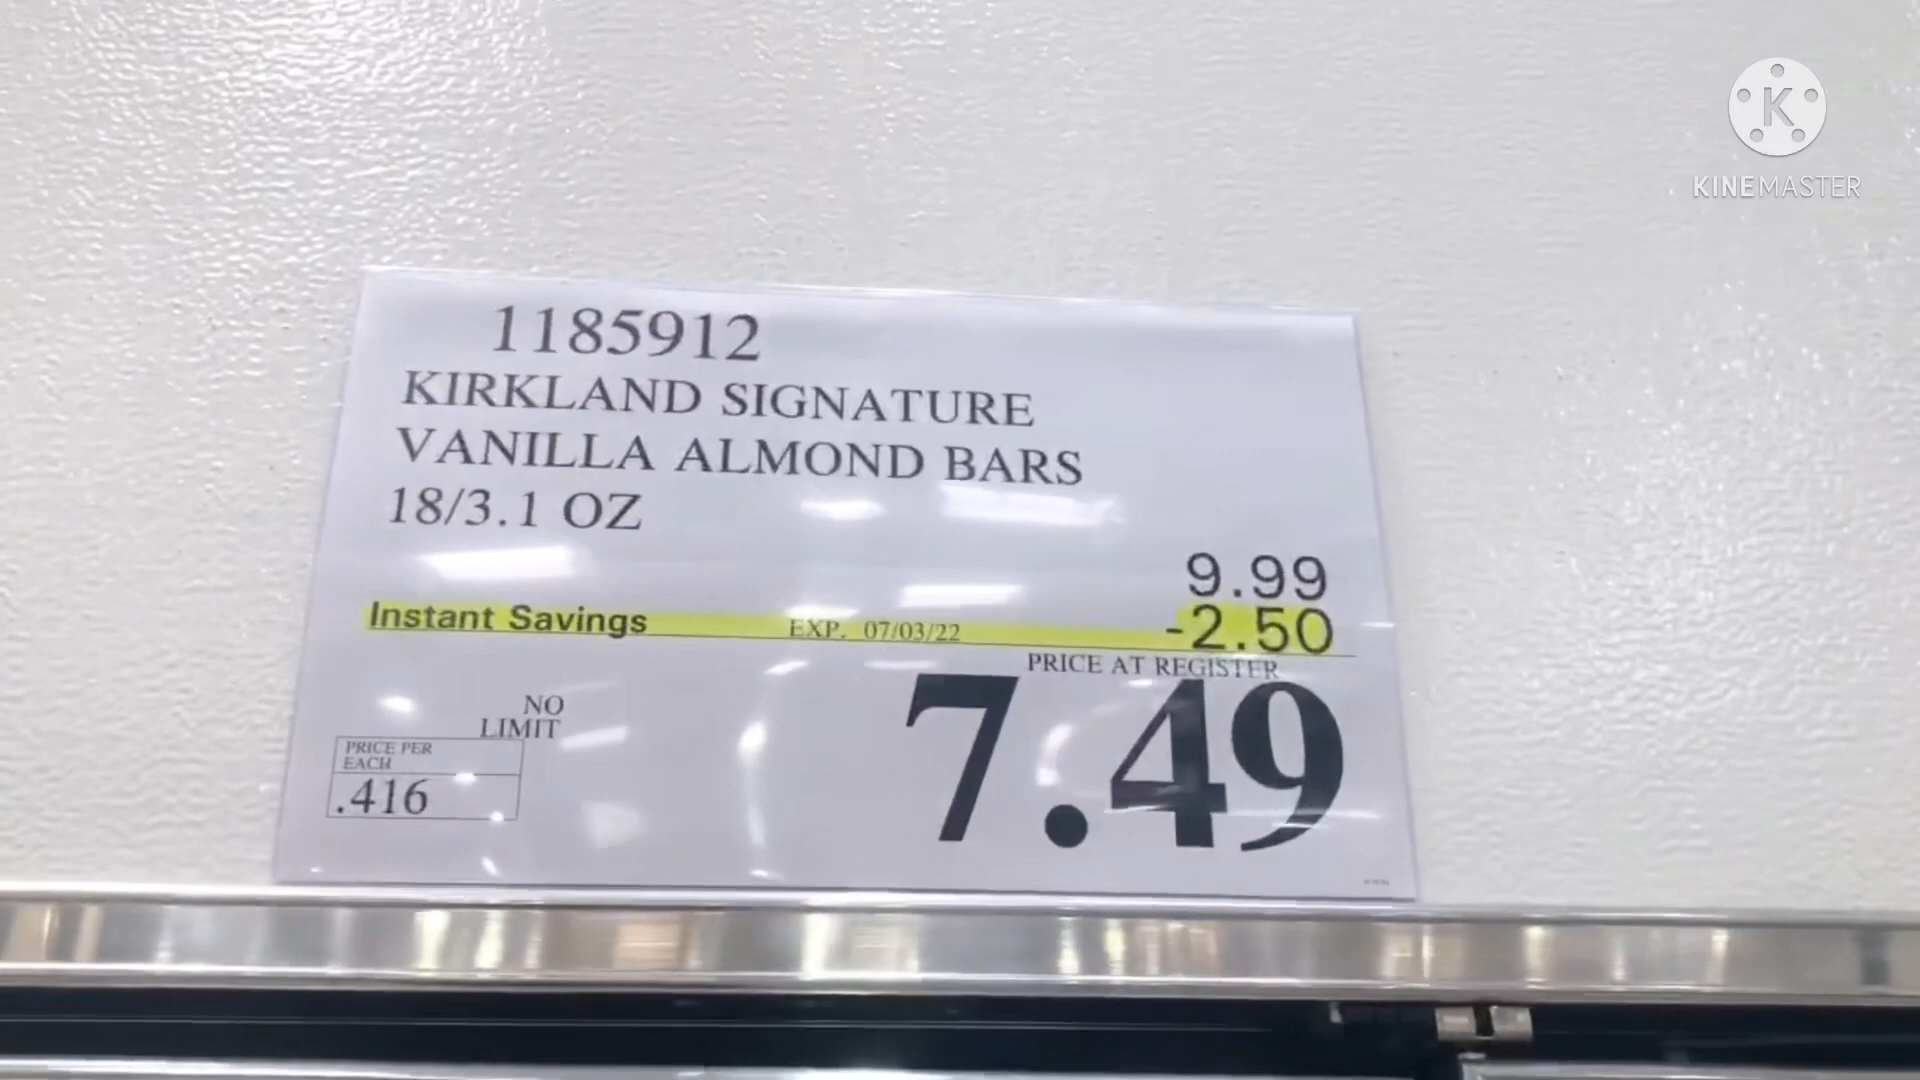 K
KINEMASTER
1185912
KIRKLAND SIGNATURE
VANILLA ALMOND BARS
18/3.1 OZ
9.99
Instant Savings EXP. 07/03/22 -2.50
PRICE AT REGISTER
7.49
NO
LIMIT
PRICE PER
EACH
.416